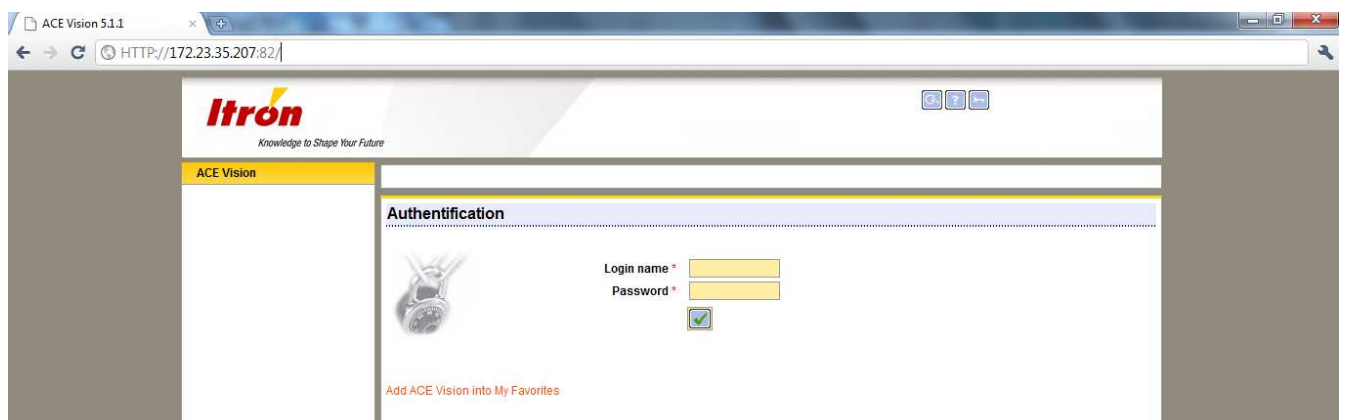 ACE Vision 5.1.1
HTTP://172.23.35.207:82/
Itron
Knowledge to Shape Your Future
?
ACE Vision
Authentification
Login name *
Password *
Add ACE Vision into My Favorites